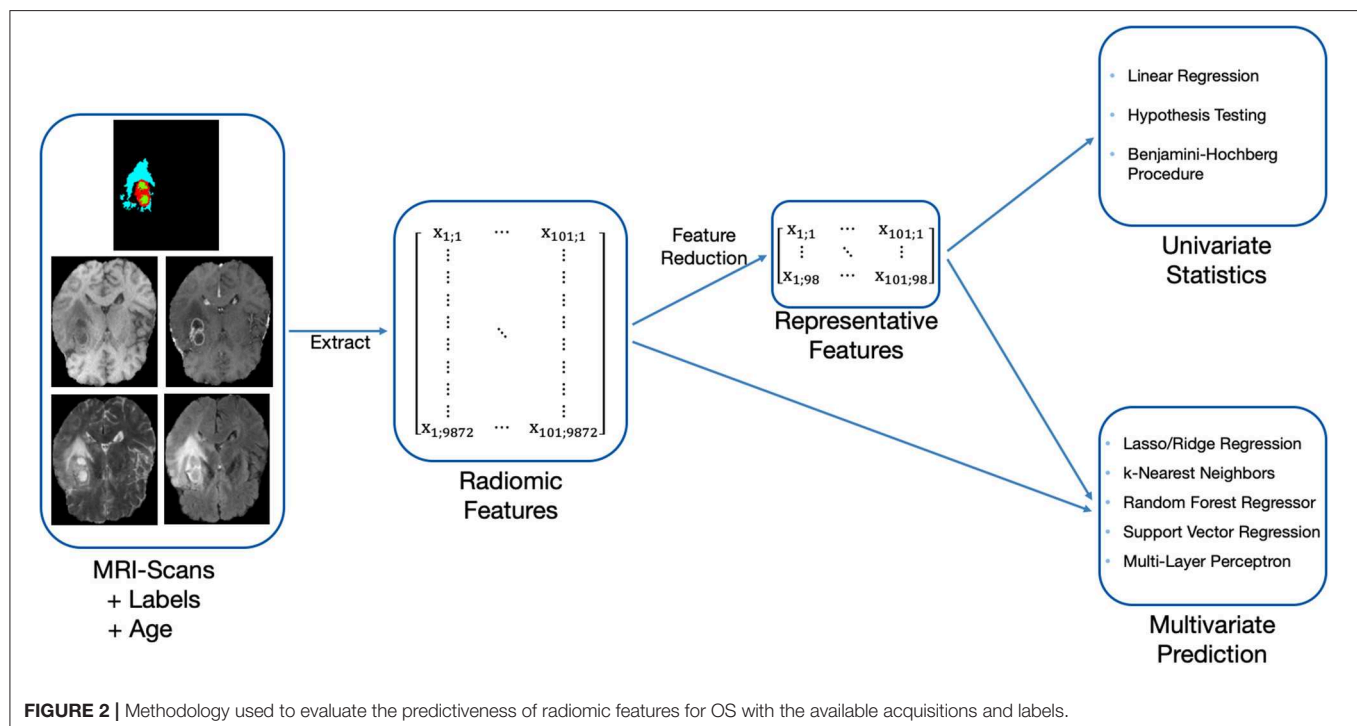 MRI-Scans
+ Labels
+ Age
Extract
x1;1 ⋯ x101;1
⋮ ⋮
⋮ ⋮
⋮ ⋮
⋮ ⋱ ⋮
⋮ ⋮
⋮ ⋮
⋮ ⋮
x1;9872 ⋯ x101;9872
Radiomic
Features
Feature
Reduction
x1;1 ⋯ x101;1
⋮ ⋱ ⋮
x1;98 ⋯ x101;98
Representative
Features
• Linear Regression
• Hypothesis Testing
• Benjamini-Hochberg
Procedure
Univariate
Statistics
• Lasso/Ridge Regression
• k-Nearest Neighbors
• Random Forest Regressor
• Support Vector Regression
• Multi-Layer Perceptron
Multivariate
Prediction
FIGURE 2 | Methodology used to evaluate the predictiveness of radiomic features for OS with the available acquisitions and labels.